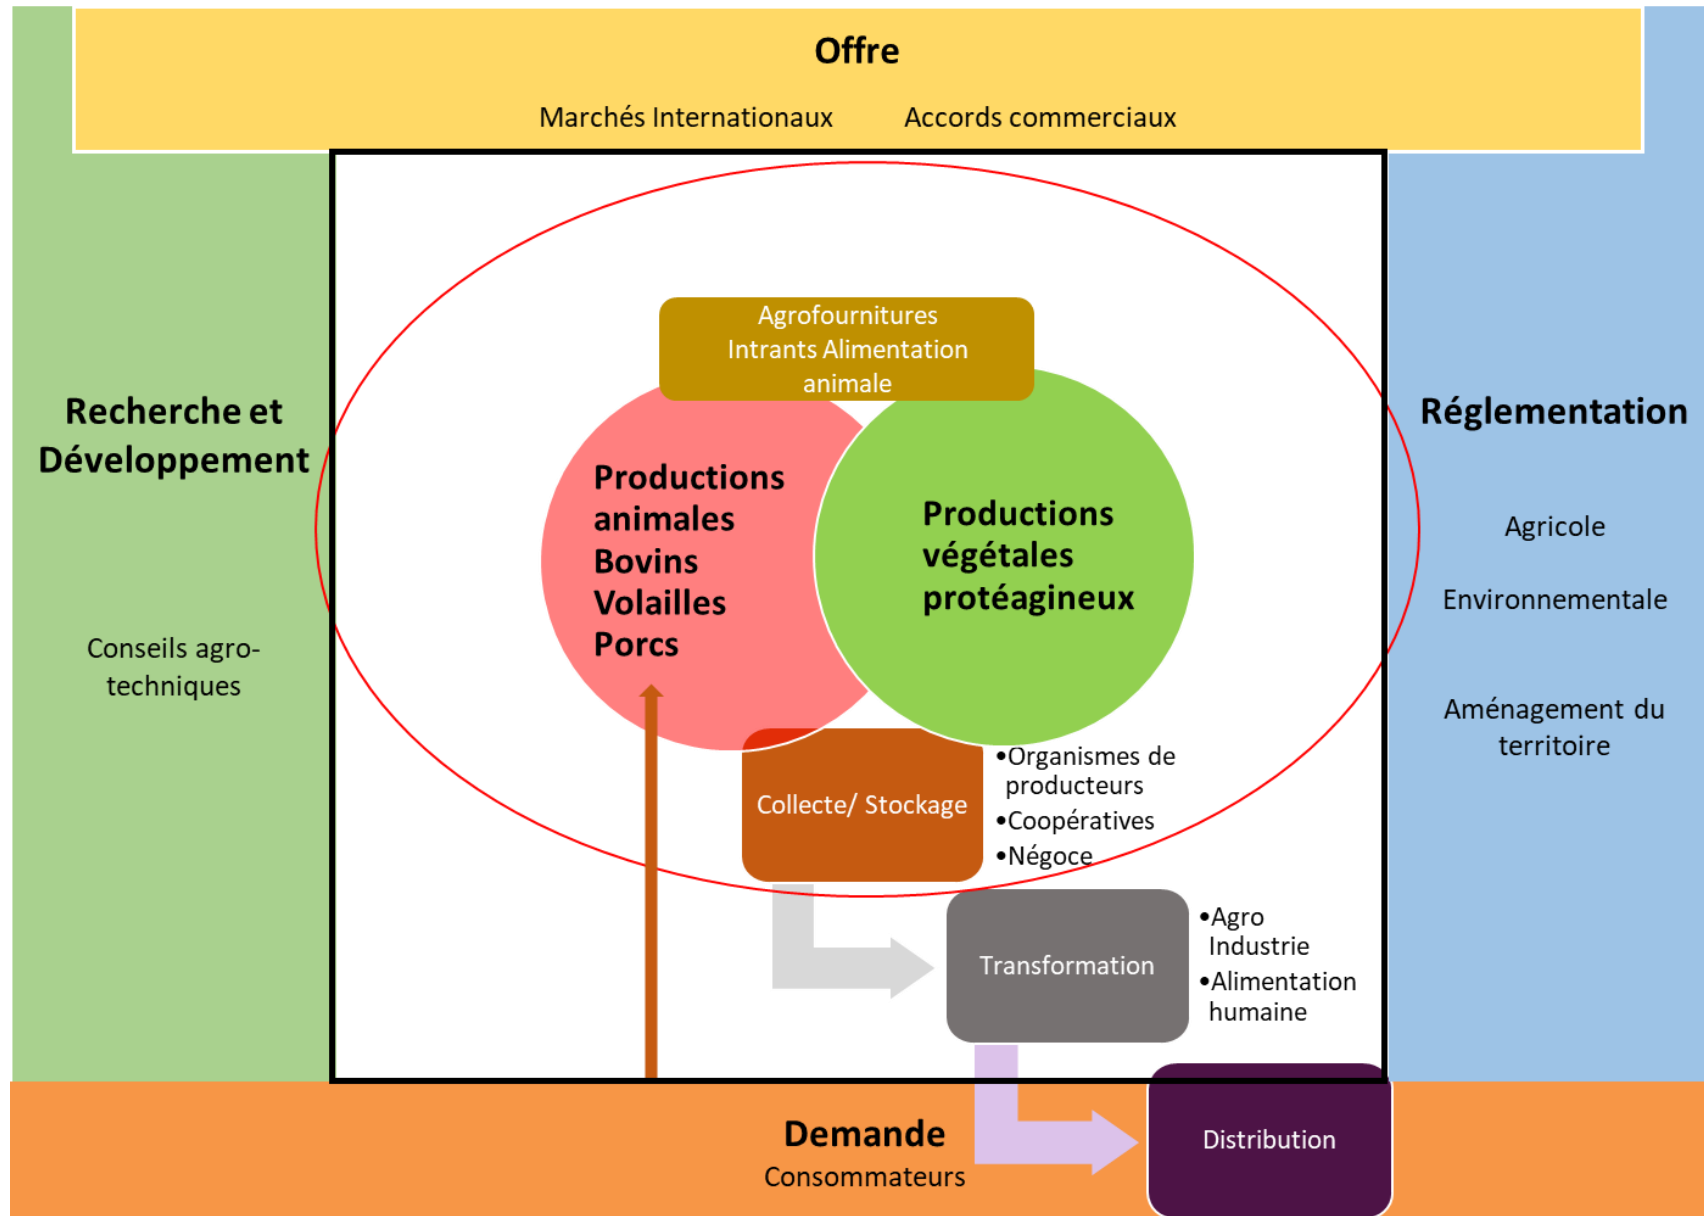 Offre
Marchés Internationaux
Accords commerciaux
Agrofournitures
Intrants Alimentation
animale
Recherche et
Développement
Conseils agro-
techniques
Productions
animales
Bovins
Volailles
Porcs
Productions
végétales
protéagineux
Réglementation
Agricole
Environnementale
Aménagement du
territoire
Collecte/ Stockage
•Organismes de
producteurs
•Coopératives
•Négoce
Transformation
•Agro
Industrie
•Alimentation
humaine
Demande
Consommateurs
Distribution